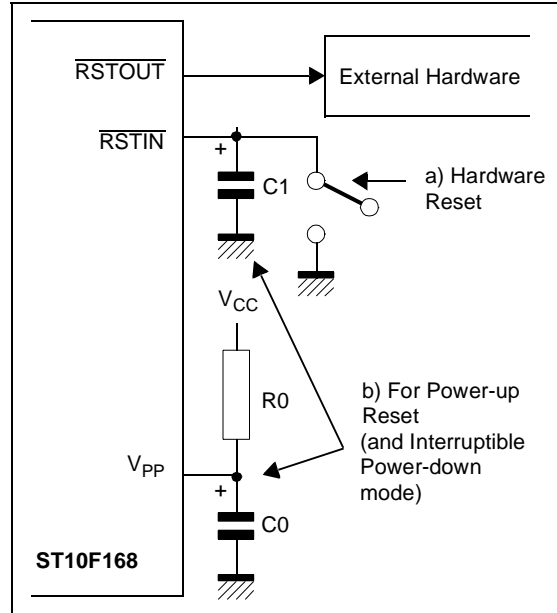 RSTOUT
External Hardware
RSTIN
+
C1
a) Hardware
Reset
VCC
R0
b) For Power-up
Reset
(and Interruptible
Power-down
mode)
VPP
+
C0
ST10F168